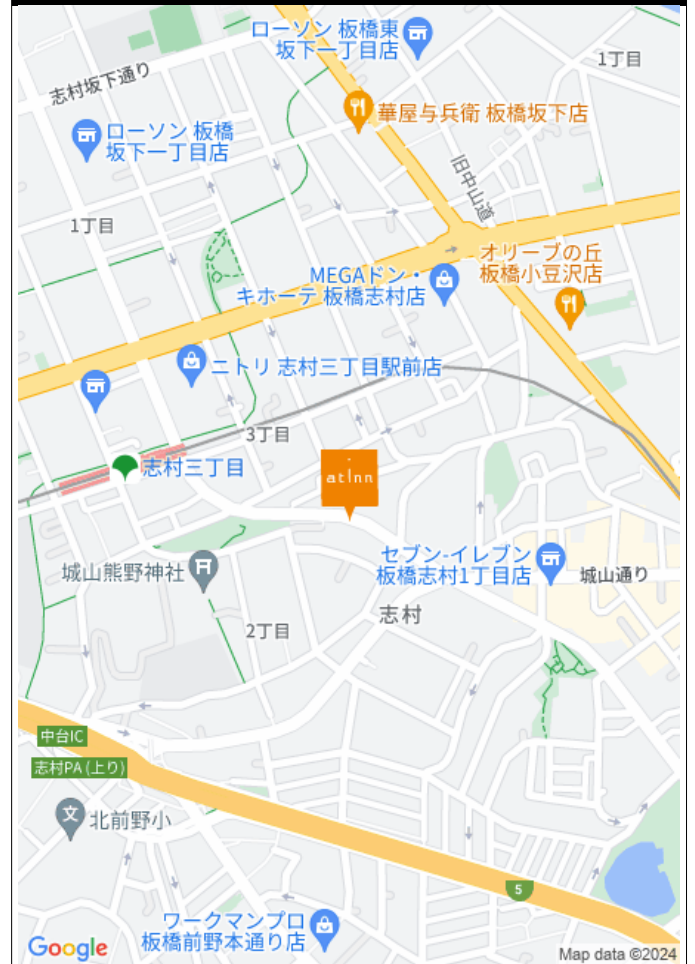 ローソン 板橋東
坂下一丁目店
1丁目
志村坂下通り
華屋与兵衛 板橋坂下店
ローソン 板橋
坂下一丁目店
旧中山道
1丁目
オリーブの丘
板橋小豆沢店
MEGAドン・
キホーテ 板橋志村店
ニトリ 志村三丁目駅前店
3丁目
志村三丁目
atinn
セブン-イレブン
板橋志村1丁目店
城山通り
城山熊野神社
志村
2丁目
中台IC
志村PA (上り)
文
北前野小
5
ワークマンプロ
板橋前野本通り店
Google
Map data ©2024